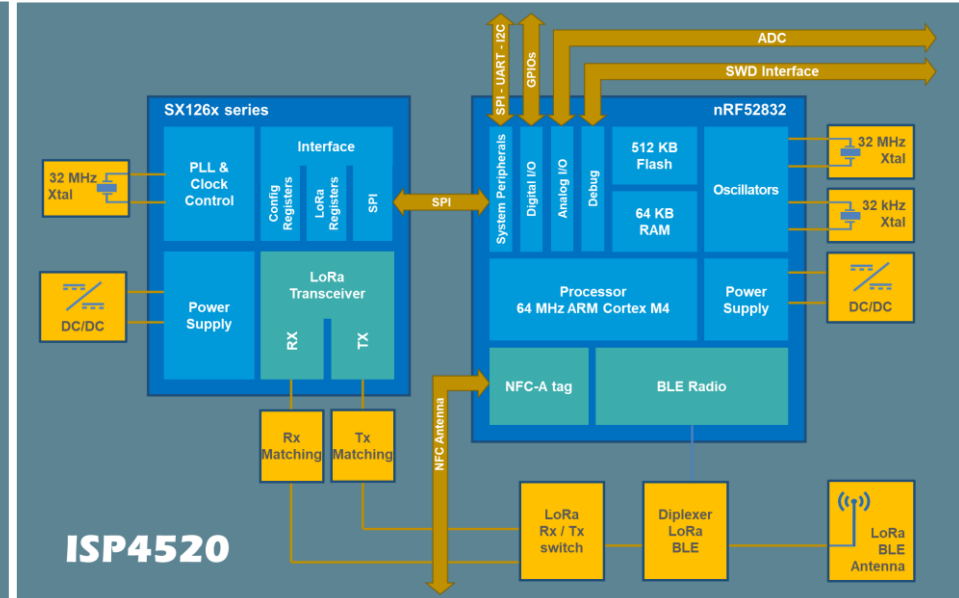 SPI - UART - I2C
GPIOs
ADC
SWD Interface
SX126x series
nRF52832
32 MHz
Xtal
PLL &
Clock
Control
Interface
Config
Registers
LoRa
Registers
SPI
SPI
System Peripherals
Digital I/O
Analog I/O
Debug
512 KB
Flash
64 KB
RAM
Oscillators
32 MHz
Xtal
32 kHz
Xtal
DC/DC
Power
Supply
LoRa
Transceiver
RX
TX
Processor
64 MHz ARM Cortex M4
Power
Supply
DC/DC
NFC-A tag
BLE Radio
Rx
Matching
Tx
Matching
NFC Antenna
LoRa
Rx / Tx
switch
Diplexer
LoRa
BLE
LoRa
BLE
Antenna
ISP4520